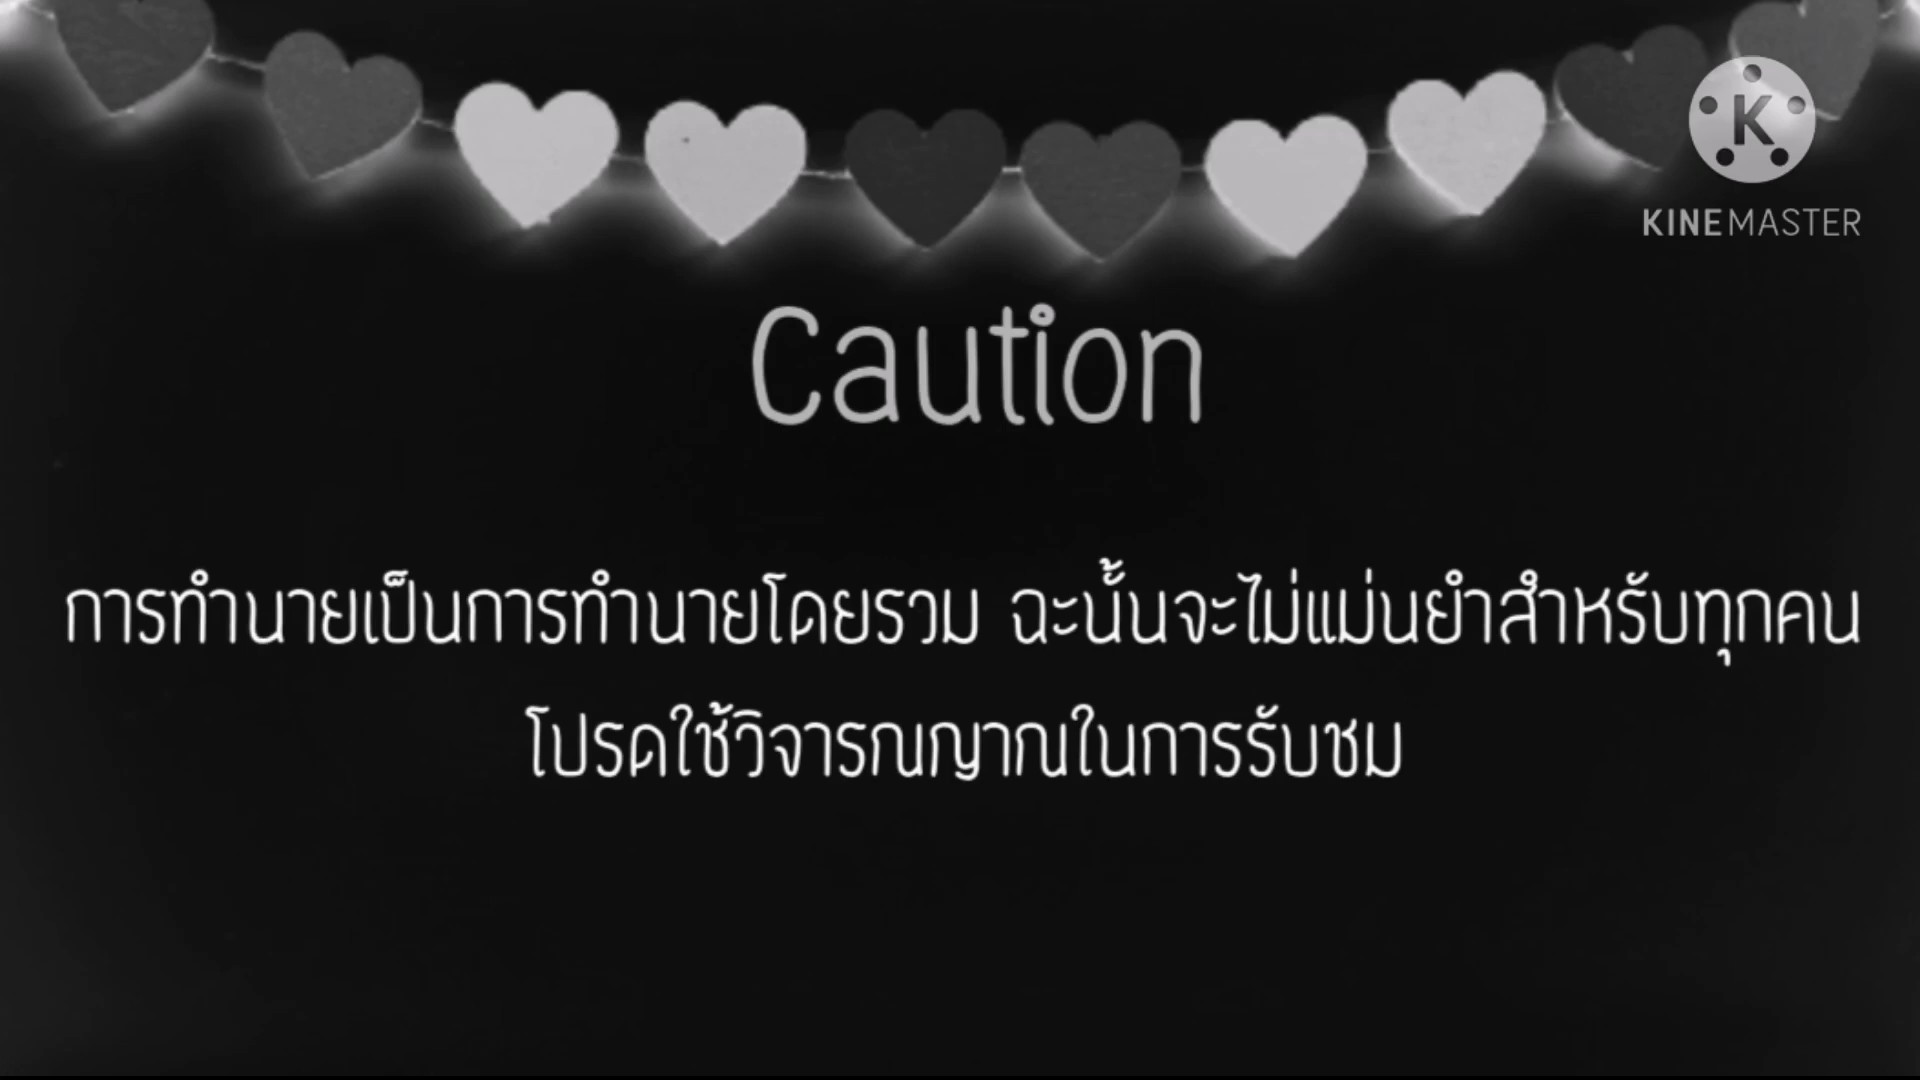 KINEMASTER
Caution
การทำนายเป็นการทำนายโดยรวม ฉะนั้นจะไม่แม่นยำสำหรับทุกคน
โปรดใช้วิจารณญาณในการรับชม